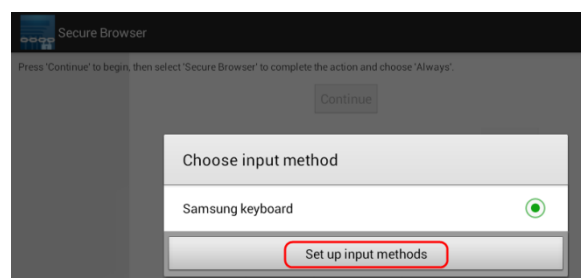 Secure Browser
Press 'Continue' to begin, then select 'Secure Browser' to complete the action and choose 'Always'.
Continue
Choose input method
Samsung keyboard
Set up input methods